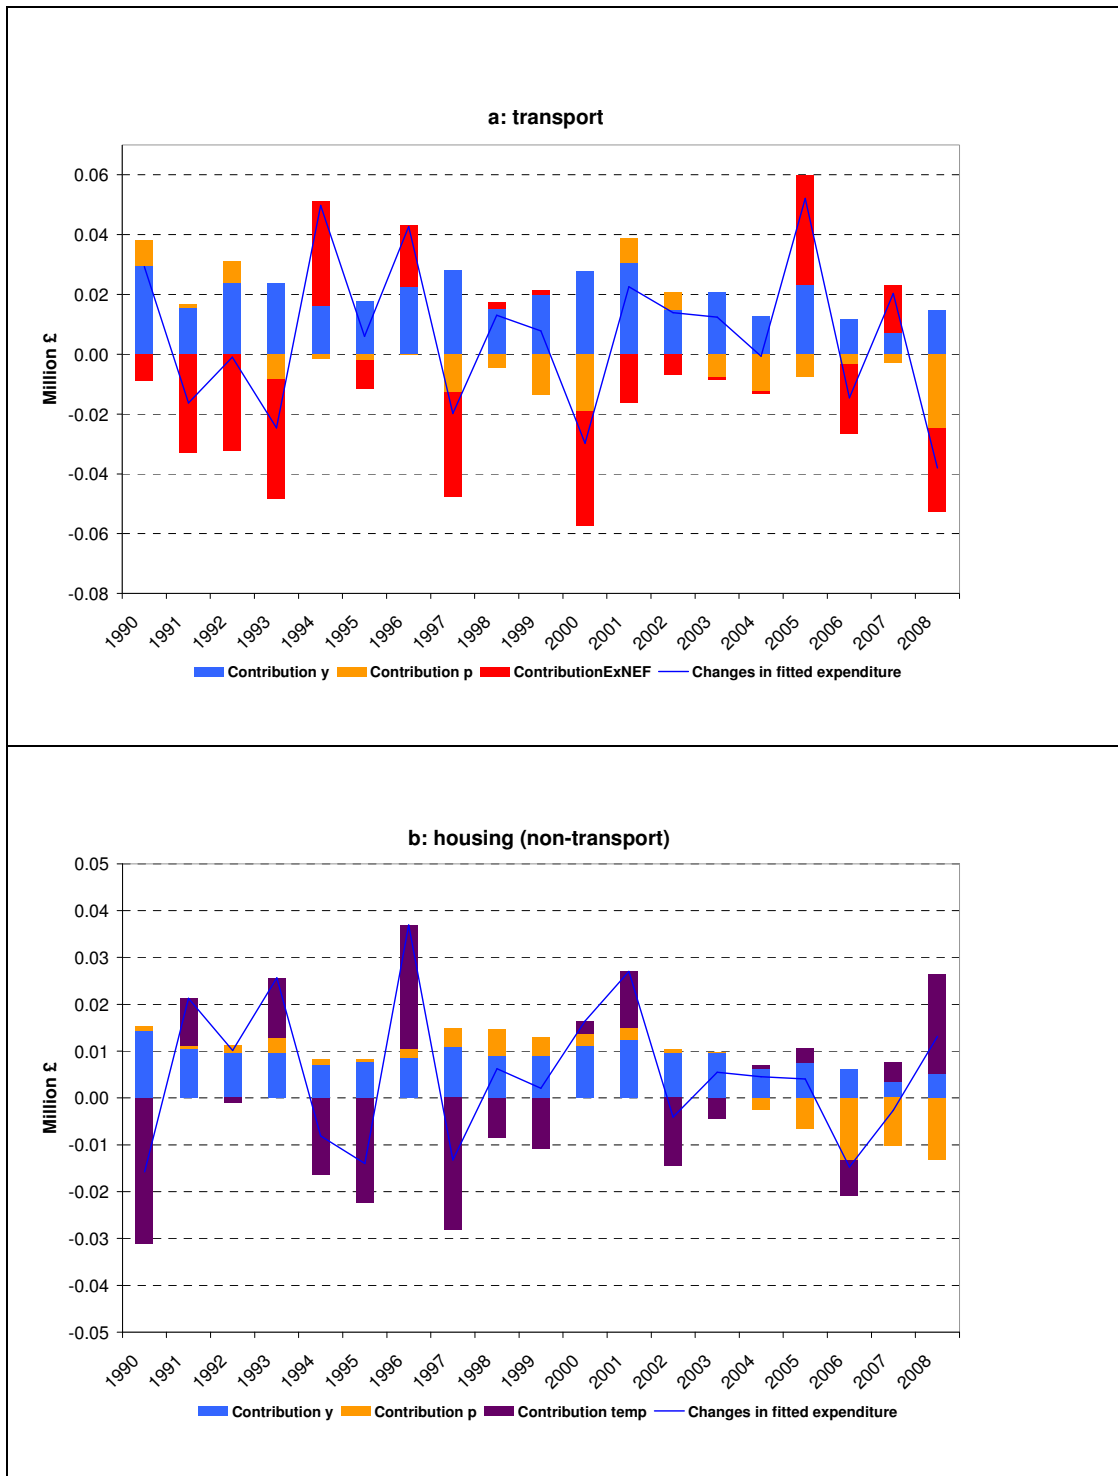 a: transport
Million £
0.06
0.04
0.02
0.00
-0.02
-0.04
-0.06
-0.08
1990 1991 1992 1993 1994 1995 1996 1997 1998 1999 2000 2001 2002 2003 2004 2005 2006 2007 2008
Contribution y Contribution p ContributionExNEF Changes in fitted expenditure
b: housing (non-transport)
Million £
0.05
0.04
0.03
0.02
0.01
0.00
-0.01
-0.02
-0.03
-0.04
-0.05
1990 1991 1992 1993 1994 1995 1996 1997 1998 1999 2000 2001 2002 2003 2004 2005 2006 2007 2008
Contribution y Contribution p Contribution temp Changes in fitted expenditure